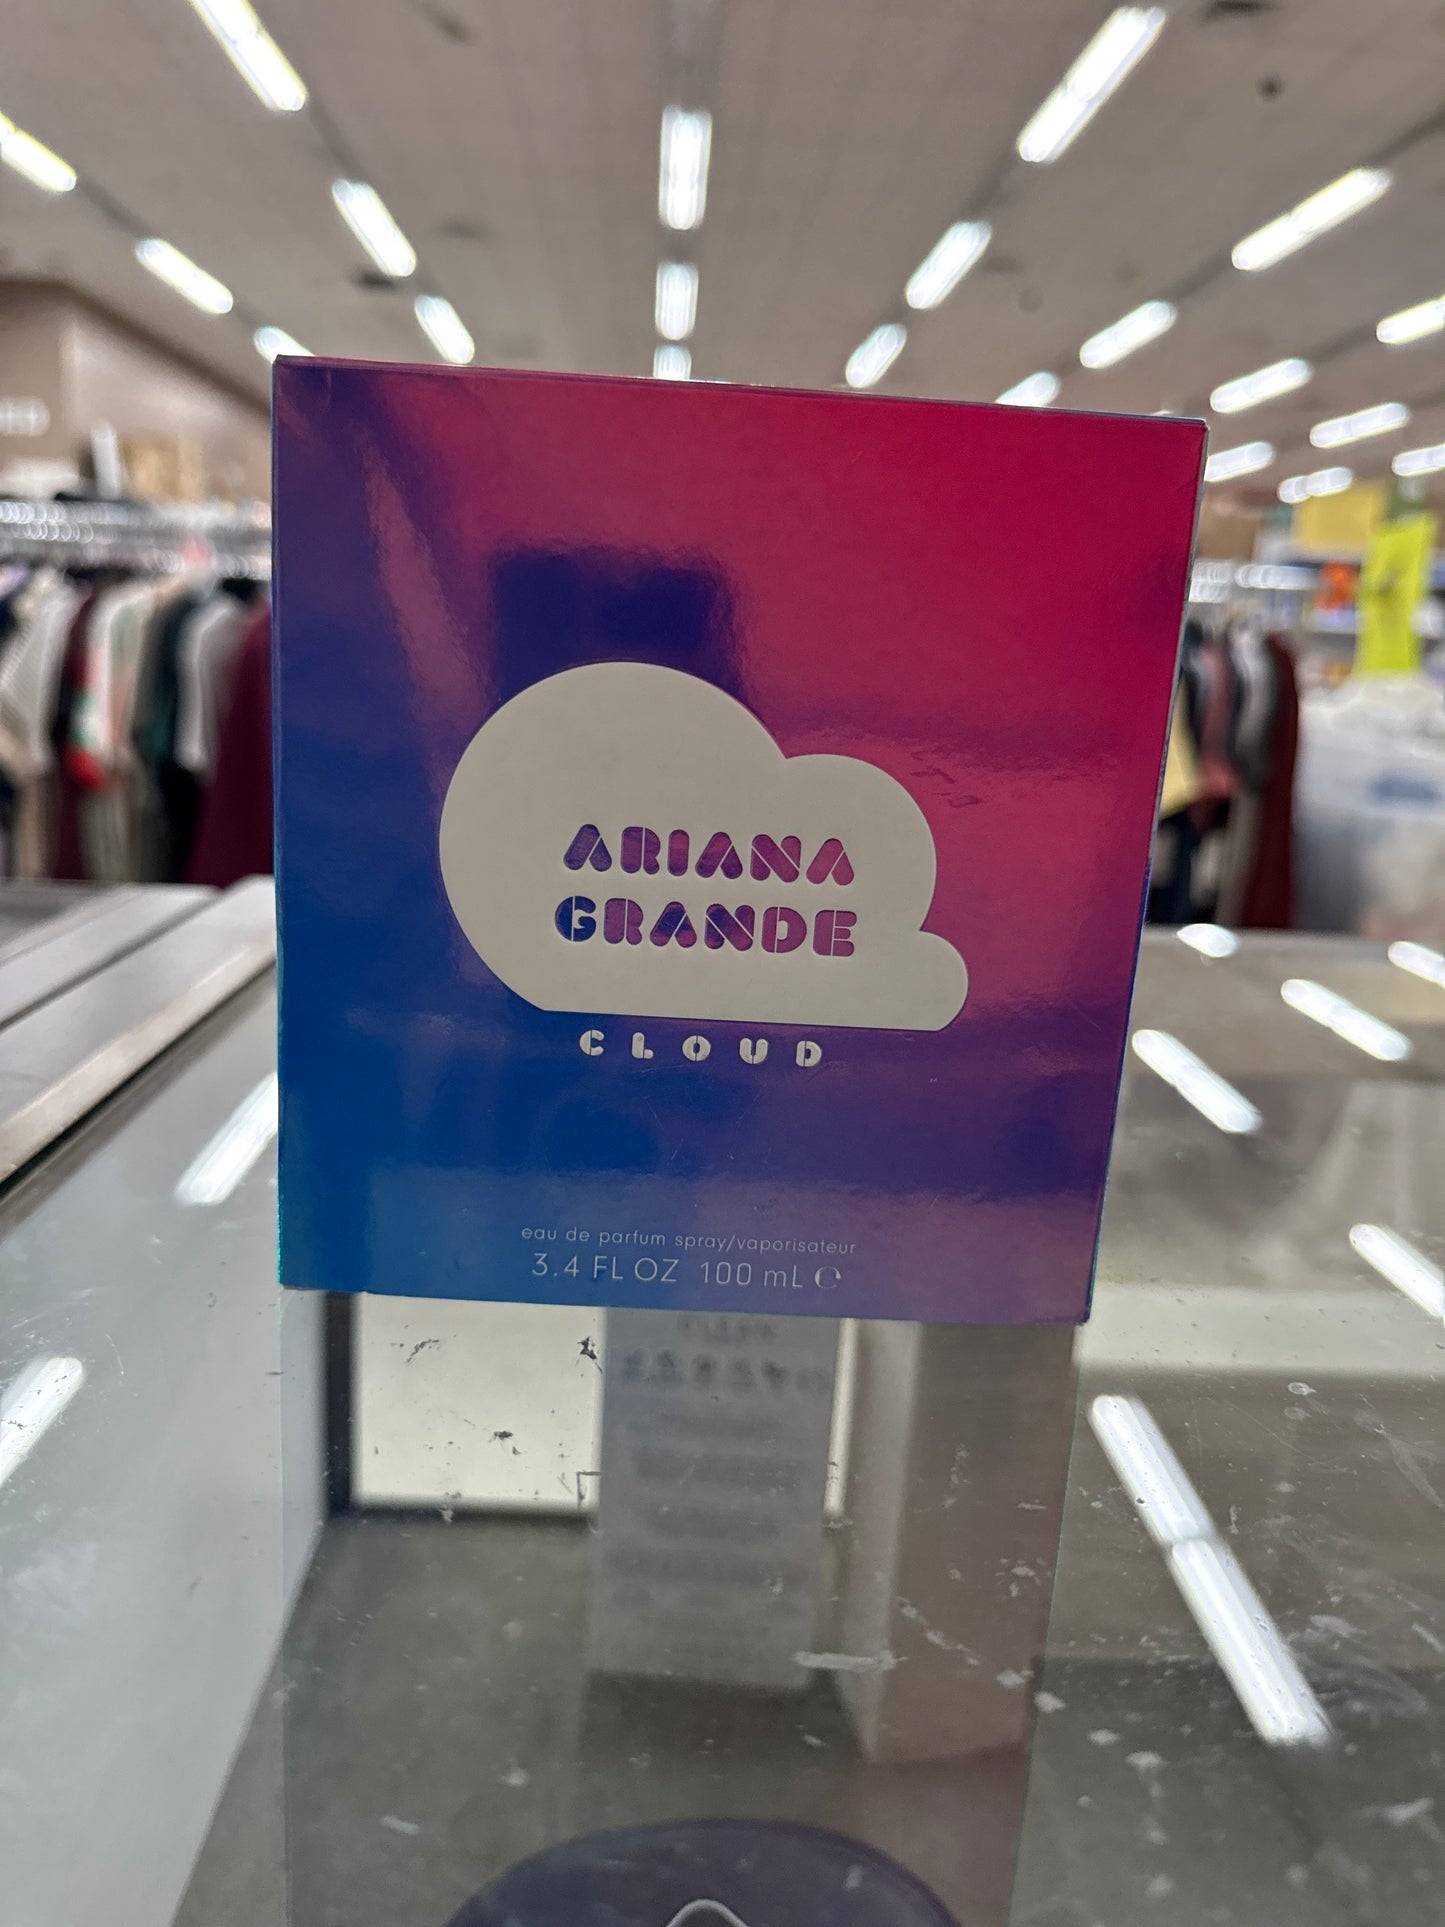 ARIANA
GRANDE
CLOUD
eau de parfum spray/vaporisateur
3.4 FL OZ 100 mL ℮